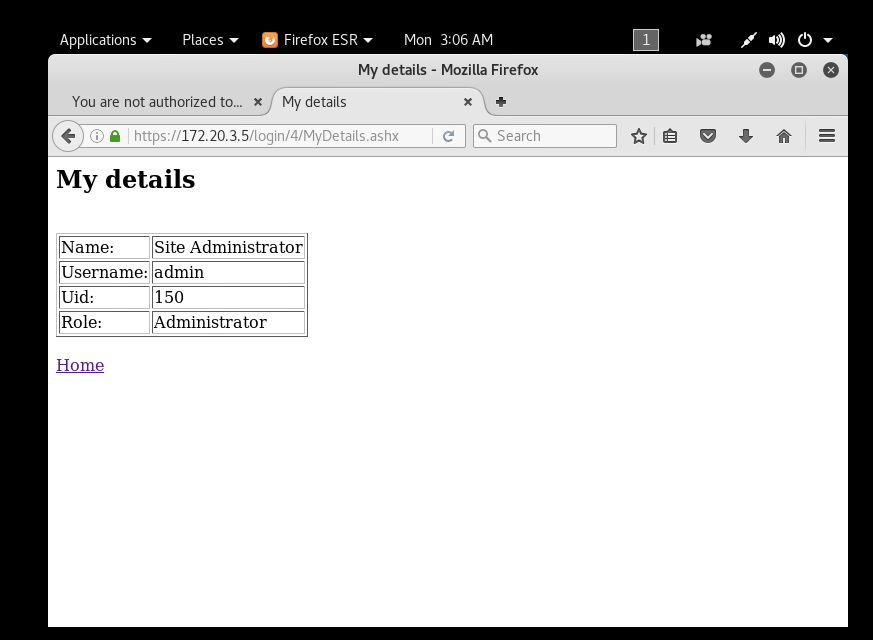 Applications Places Firefox ESR Mon 3:06 AM 1
My details - Mozilla Firefox
You are not authorized to... My details
https://172.20.3.5/login/4/MyDetails.ashx Search
My details
Name: Site Administrator
Username: admin
Uid: 150
Role: Administrator
Home